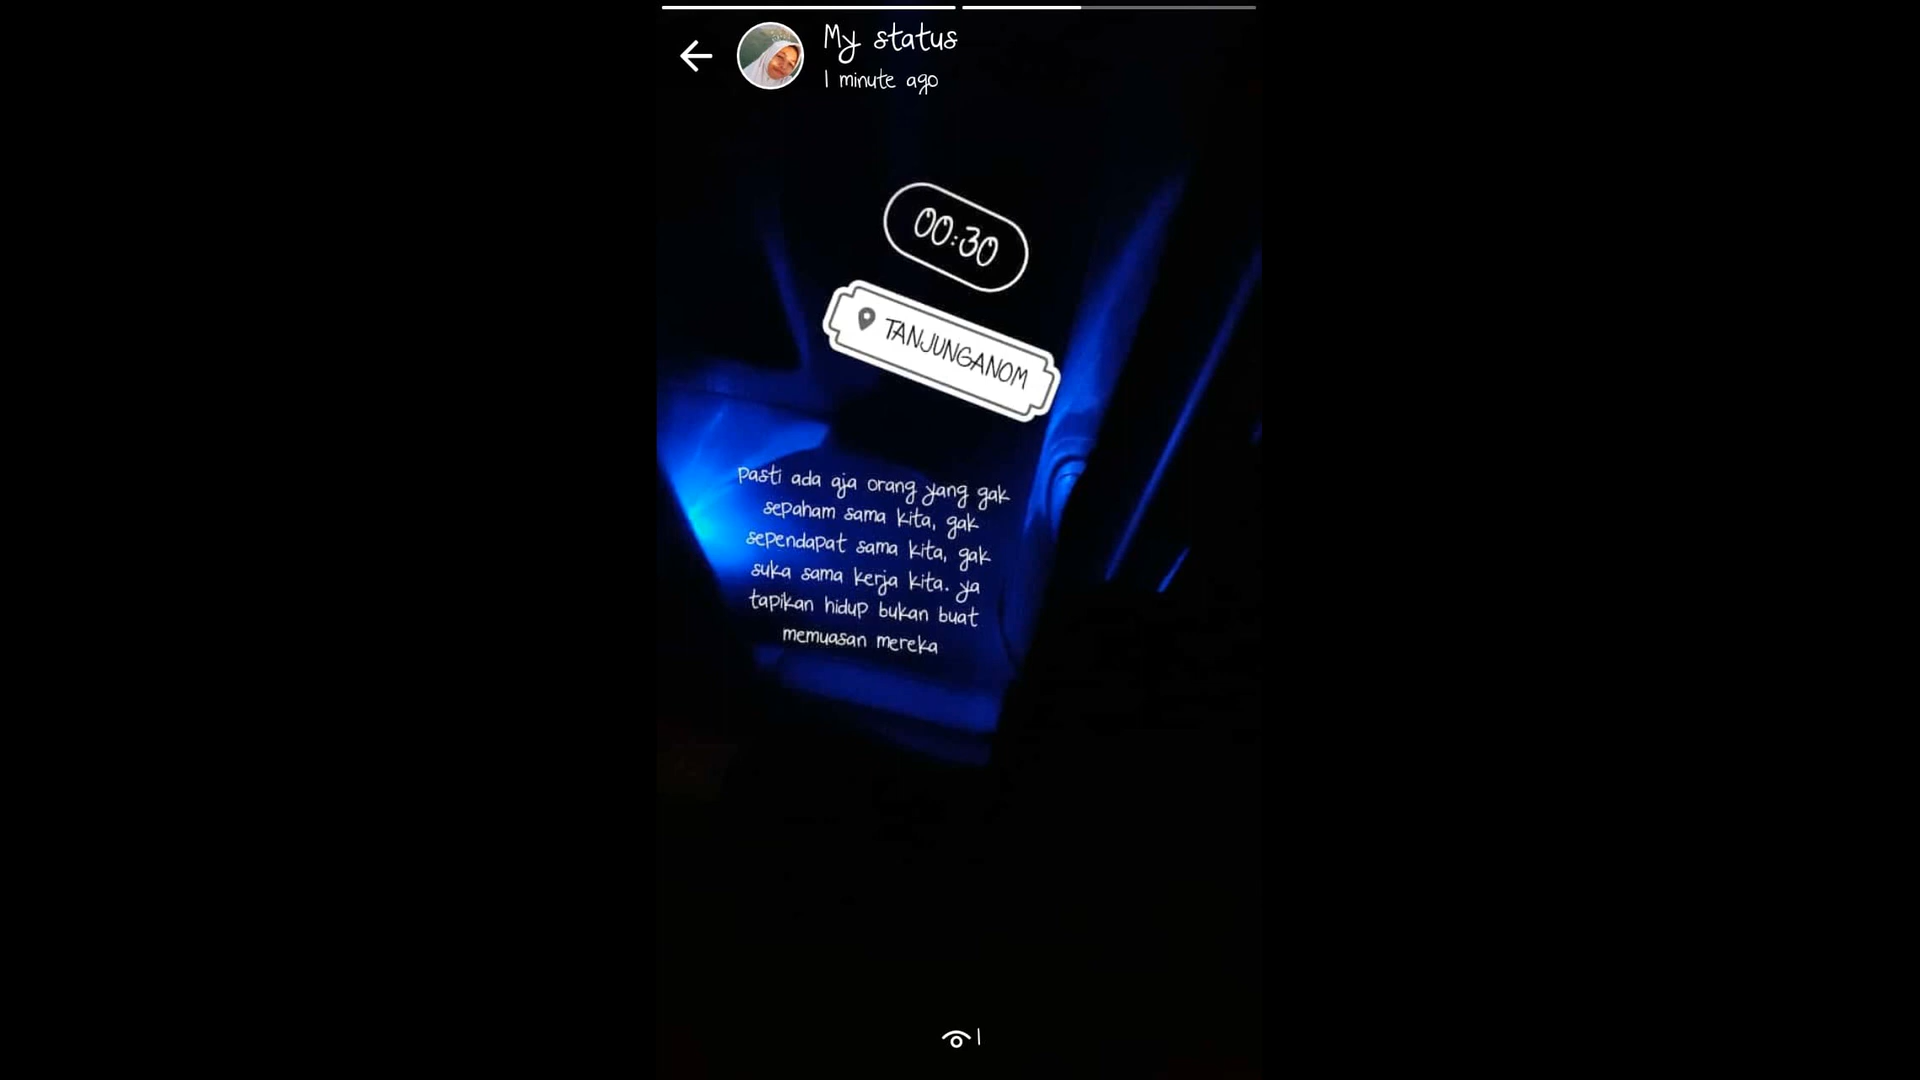 My status
1 minute ago
00:30
TANJUNGANOM
pasti ada aja orang yang gak
sepaham sama kita, gak
sependapat sama kita, gak
suka sama kerja kita. ya
tapikan hidup bukan buat
memuasan mereka
1